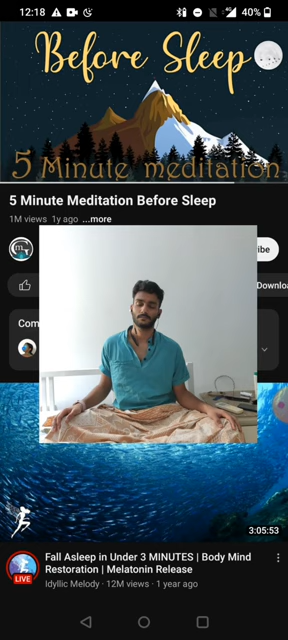 12:18
4G
40%
Before Sleep
5 Minute meditation
5 Minute Meditation Before Sleep
1M views 1y ago ...more
ibe
Downloa
Com
3:05:53
Fall Asleep in Under 3 MINUTES | Body Mind
Restoration | Melatonin Release
LIVE
Idyllic Melody · 12M views · 1 year ago